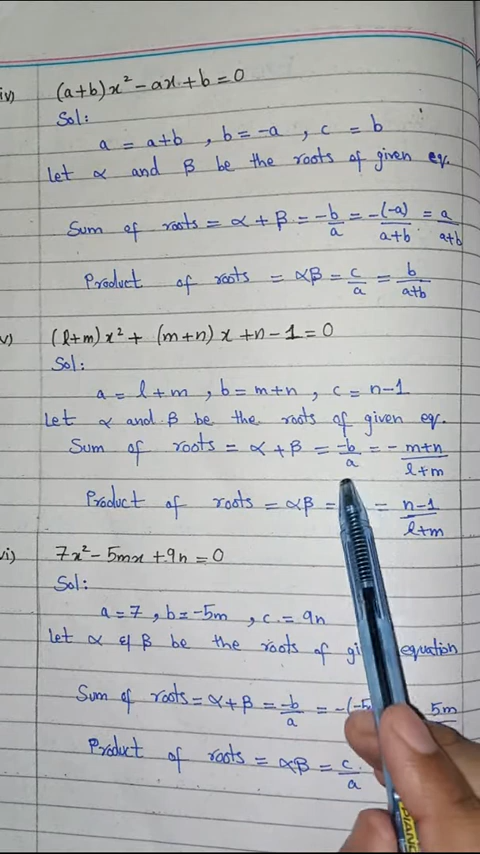 iv) (a+b)x² - ax + b = 0
Sol:
a = a+b , b = -a , c = b
Let α and β be the roots of given eq.
Sum of roots = α + β = -b/a = -(-a)/a+b = a/a+b
Product of roots = αβ = c/a = b/a+b
v) (l+m)x² + (m+n)x + n - 1 = 0
Sol:
a = l+m , b = m+n , c = n-1
Let α and β be the roots of given eq.
Sum of roots = α + β = -b/a = - m+n/l+m
Product of roots = αβ = = n-1/l+m
vi) 7x² - 5mx + 9n = 0
Sol:
a = 7 , b = -5m , c = 9n
Let α & β be the roots of equation
Sum of roots = α + β = -b/a = -(-5 5m
Product of roots = αβ = c/a
PIANO